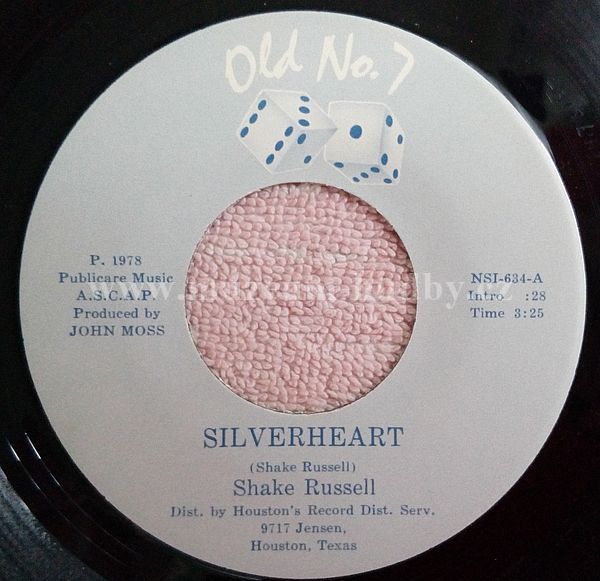 Old No. 7
P. 1978
Publicare Music
A.S.C.A.P.
Produced by
JOHN MOSS
NSI-634-A
Intro :28
Time 3:25
SILVERHEART
(Shake Russell)
Shake Russell
Dist. by Houston's Record Dist. Serv.
9717 Jensen,
Houston, Texas